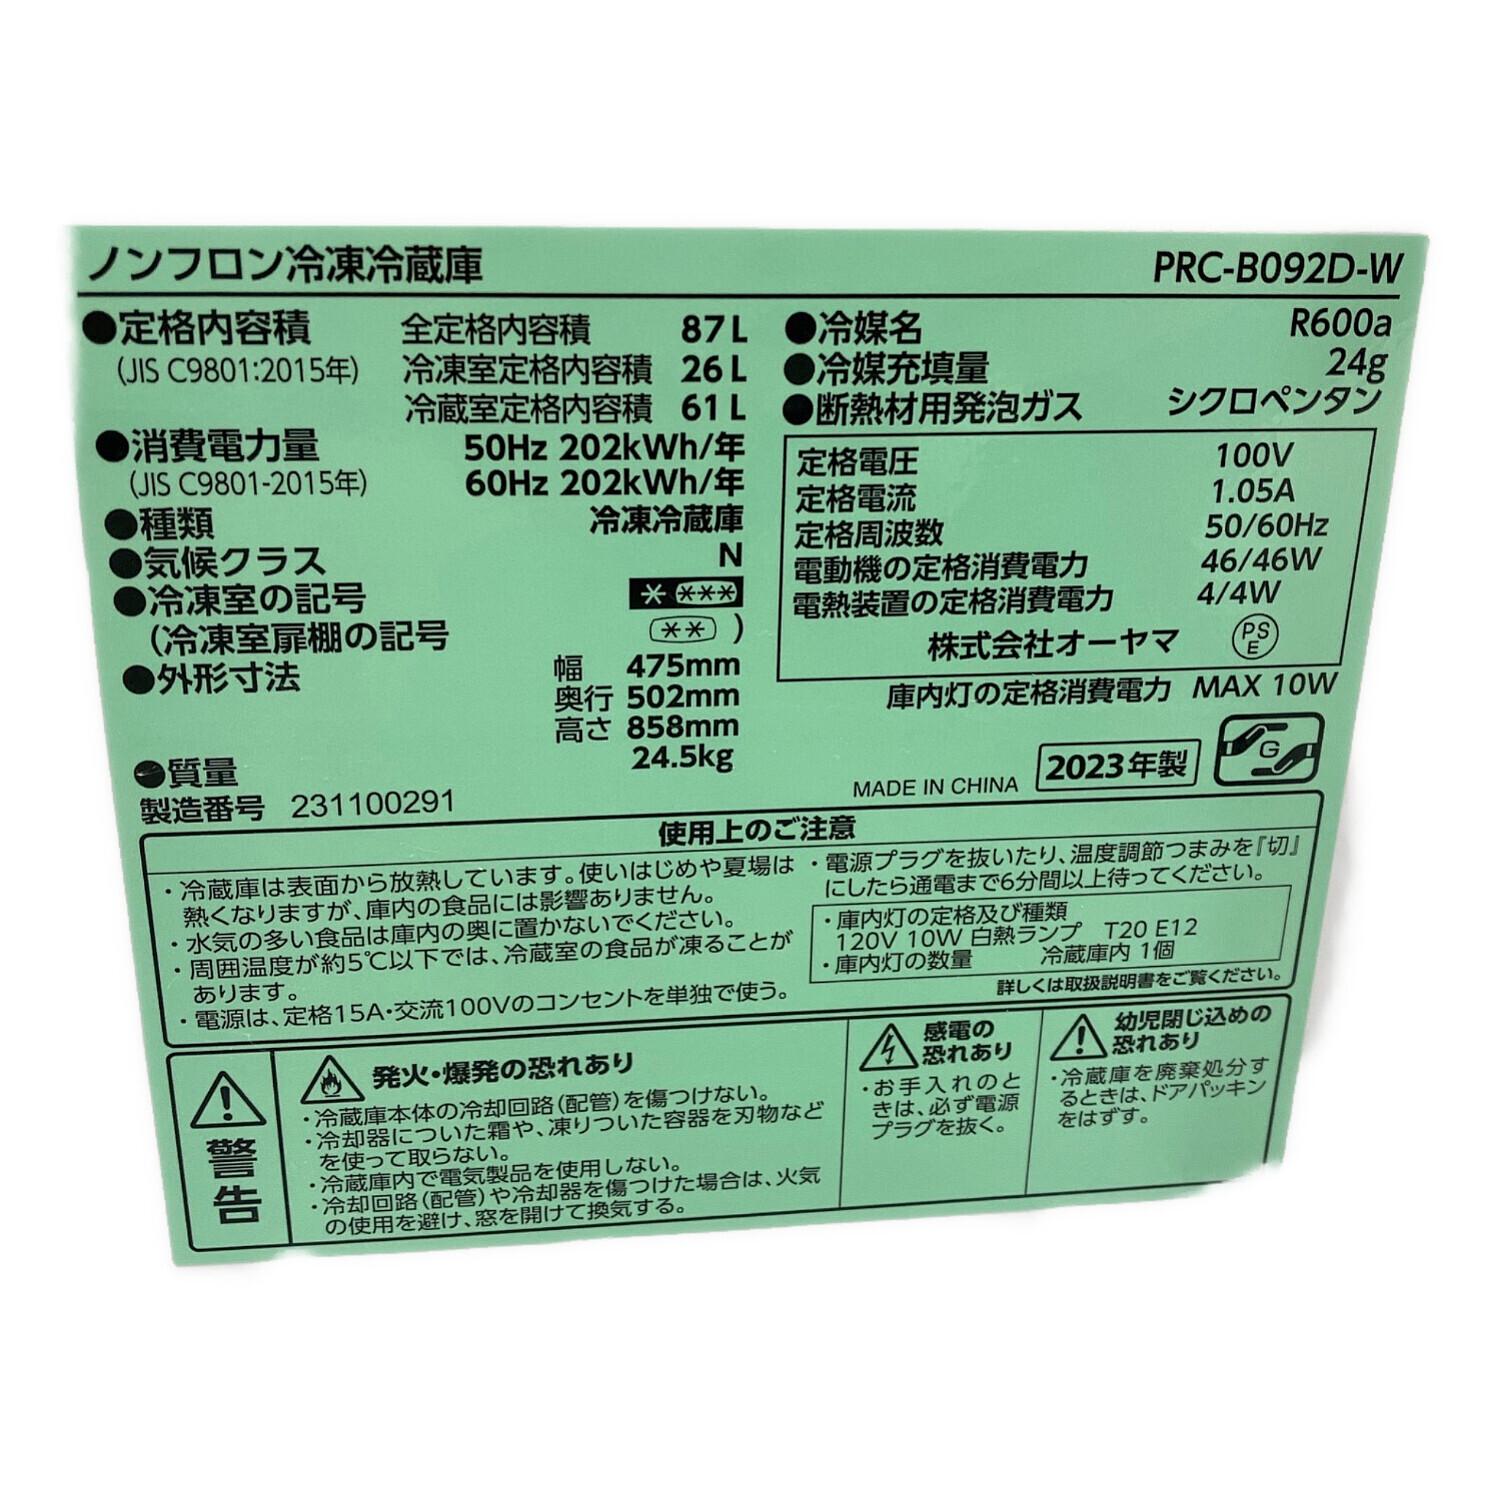 ノンフロン冷凍冷蔵庫 PRC-B092D-W
●定格内容積 全定格内容積 87L
(JIS C9801:2015年) 冷凍室定格内容積 26L
冷蔵室定格内容積 61L
●消費電力量 50Hz 202kWh/年
(JIS C9801-2015年) 60Hz 202kWh/年
●種類 冷凍冷蔵庫
●気候クラス N
●冷凍室の記号 * ***
(冷凍室扉棚の記号 ** )
●外形寸法 幅 475mm
奥行 502mm
高さ 858mm
●質量 24.5kg
製造番号 231100291
●冷媒名 R600a
●冷媒充填量 24g
●断熱材用発泡ガス シクロペンタン
定格電圧 100V
定格電流 1.05A
定格周波数 50/60Hz
電動機の定格消費電力 46/46W
電熱装置の定格消費電力 4/4W
株式会社オーヤマ PSE
庫内灯の定格消費電力 MAX 10W
MADE IN CHINA 2023年製 G
使用上のご注意
・冷蔵庫は表面から放熱しています。使いはじめや夏場は
熱くなりますが、庫内の食品には影響ありません。
・水気の多い食品は庫内の奥に置かないでください。
・周囲温度が約5℃以下では、冷蔵室の食品が凍ることが
あります。
・電源は、定格15A・交流100Vのコンセントを単独で使う。
・電源プラグを抜いたり、温度調節つまみを『切』
にしたら通電まで6分間以上待ってください。
・庫内灯の定格及び種類
120V 10W 白熱ランプ T20 E12
・庫内灯の数量 冷蔵庫内 1個
詳しくは取扱説明書をご覧ください。
警告
発火・爆発の恐れあり
・冷蔵庫本体の冷却回路(配管)を傷つけない。
・冷却器についた霜や、凍りついた容器を刃物など
を使って取らない。
・冷蔵庫内で電気製品を使用しない。
・冷却回路(配管)や冷却器を傷つけた場合は、火気
の使用を避け、窓を開けて換気する。
感電の
恐れあり
・お手入れのと
きは、必ず電源
プラグを抜く。
幼児閉じ込めの
恐れあり
・冷蔵庫を廃棄処分す
るときは、ドアパッキン
をはずす。